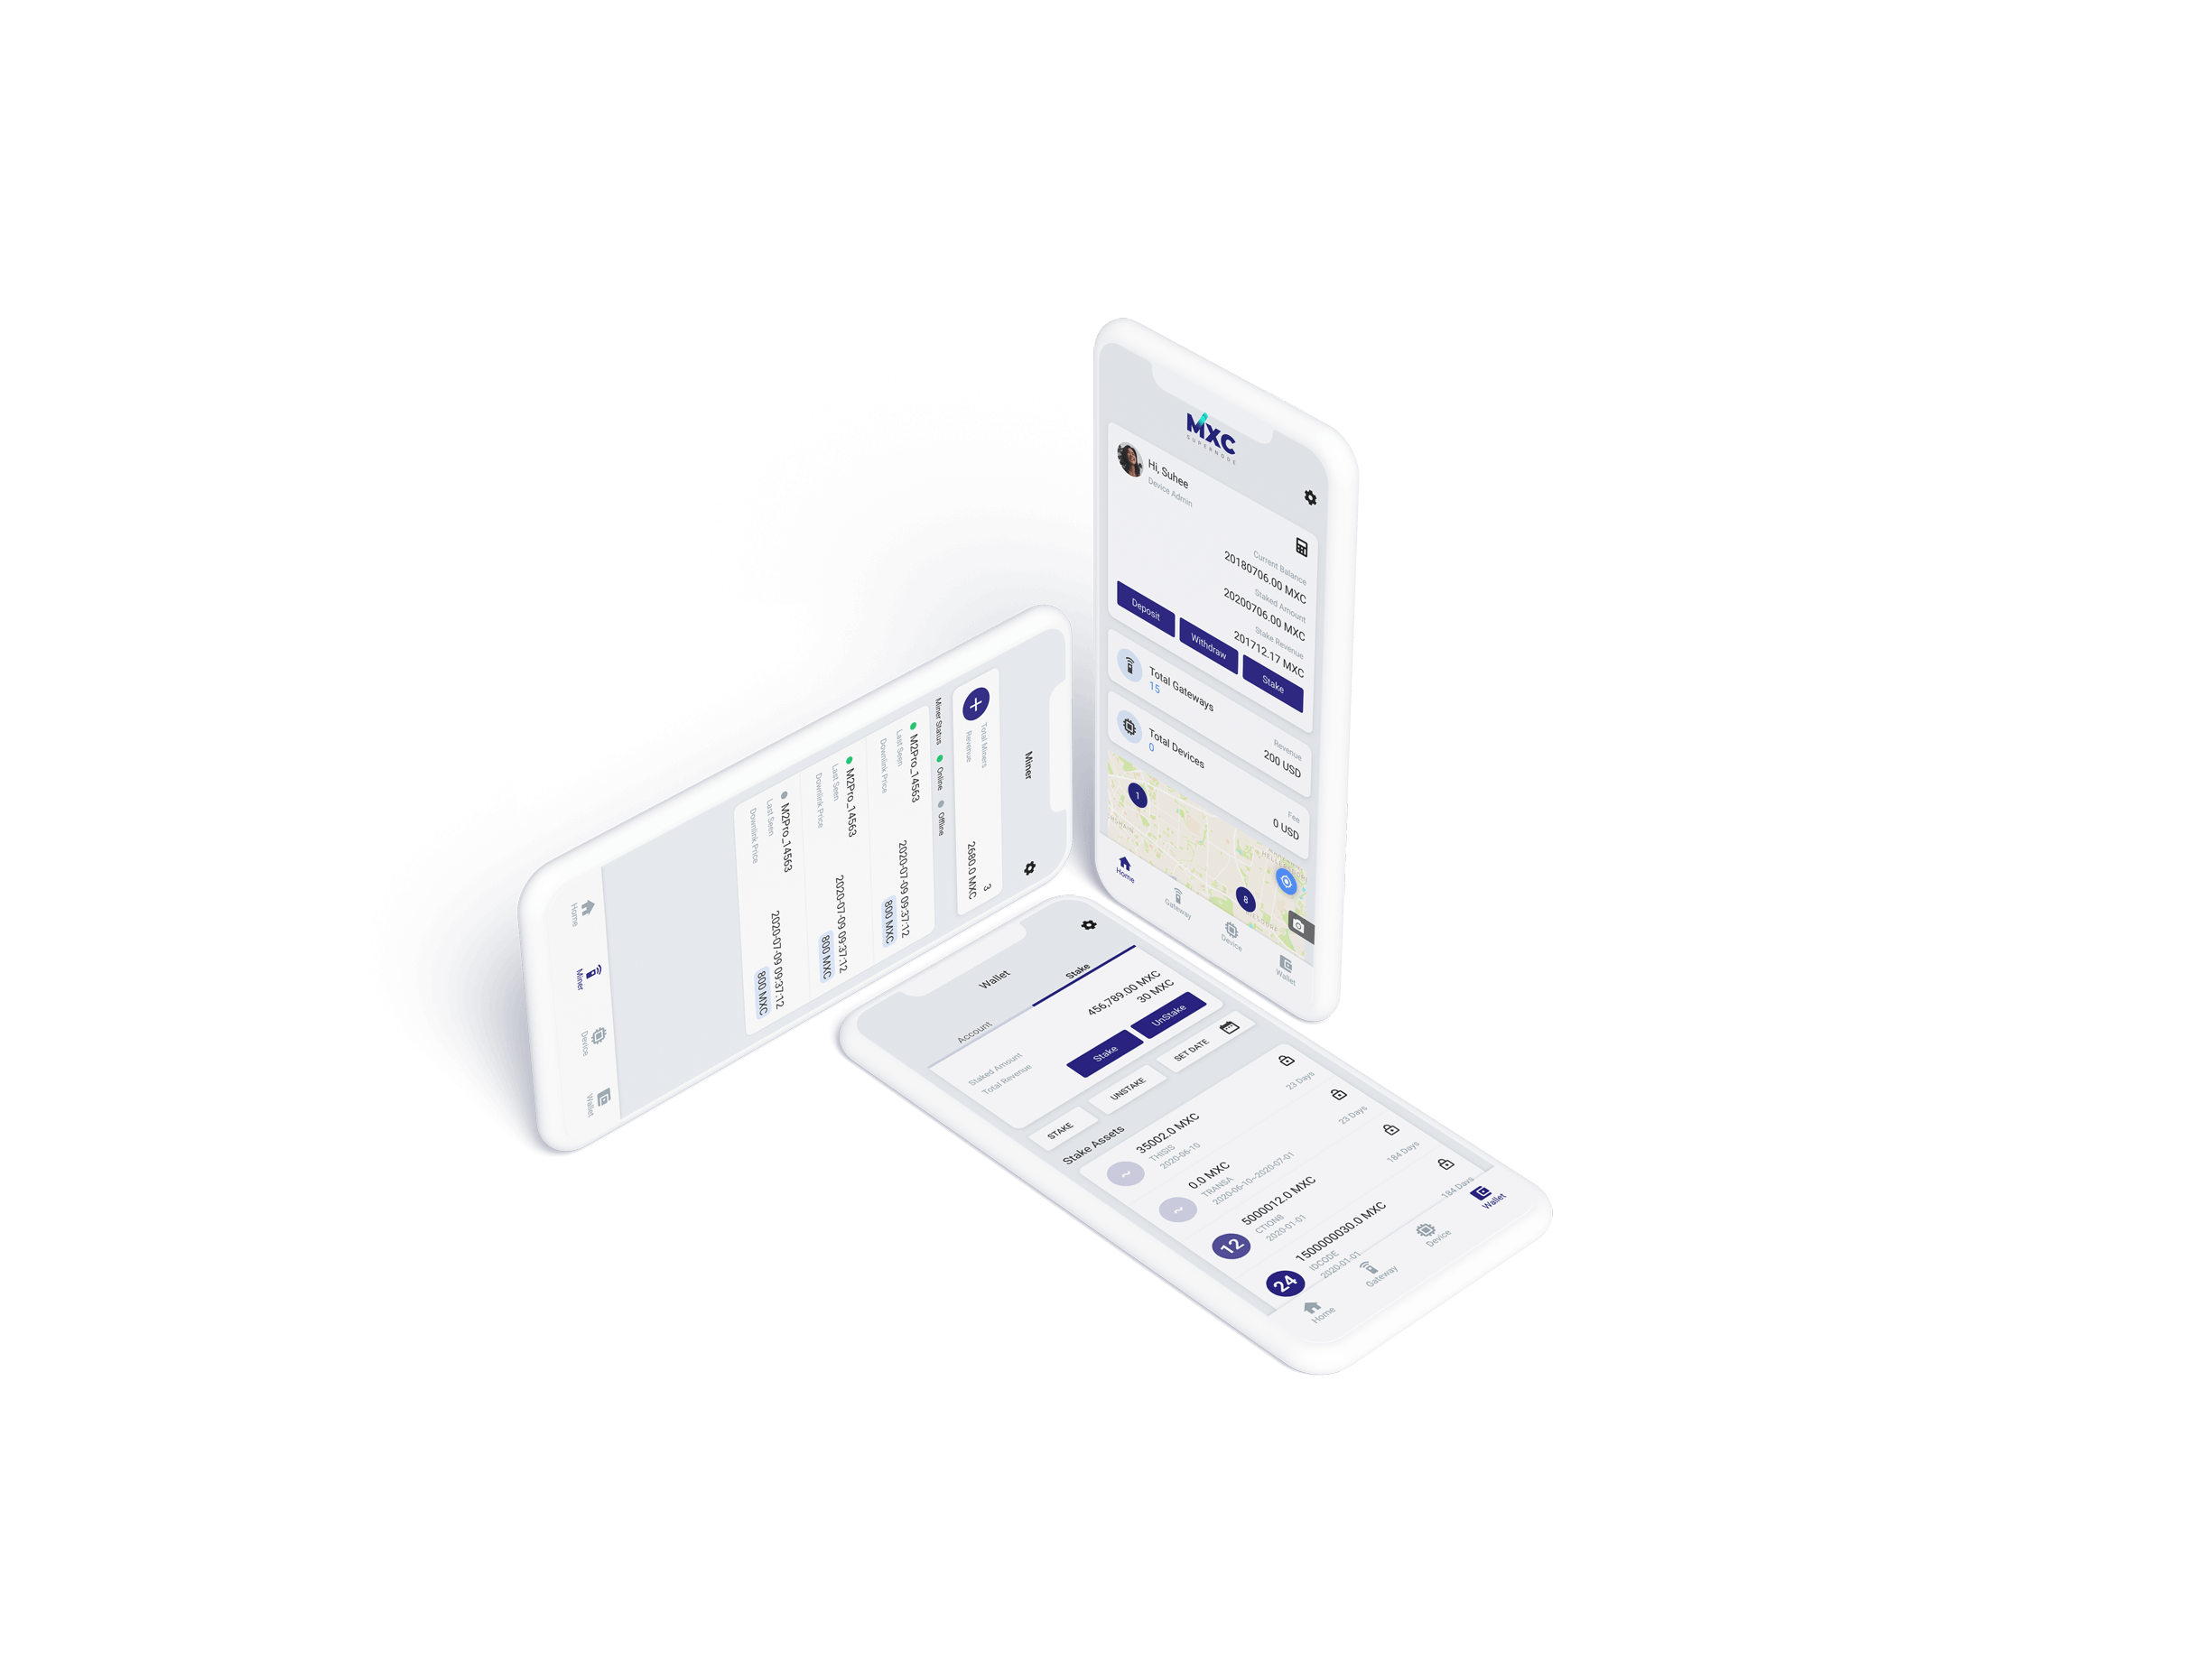 MXC
SUPERNODE
Hi, Suhee
Device Admin
Current Balance
20180706.00 MXC
Staked Amount
20200706.00 MXC
Stake Revenue
201712.17 MXC
Deposit
Withdraw
Stake
Total Gateways
15
Revenue
200 USD
Total Devices
0
Fee
0 USD
1
8
Home
Gateway
Device
Wallet
Miner
Total Miners
3
Revenue
2680.0 MXC
Miner Status
Online
Offline
M2Pro_14563
Last Seen
2020-07-09 09:37:12
Downlink Price
800 MXC
M2Pro_14563
Last Seen
2020-07-09 09:37:12
Downlink Price
800 MXC
M2Pro_14563
Last Seen
2020-07-09 09:37:12
Downlink Price
800 MXC
Home
Miner
Device
Wallet
Wallet
Account
Stake
Staked Amount
456,789.00 MXC
Total Revenue
30 MXC
Stake
UnStake
STAKE
UNSTAKE
SET DATE
Stake Assets
~
35002.0 MXC
THISIS
2020-06-10
23 Days
~
0.0 MXC
TRANSA
2020-06-10~2020-07-01
23 Days
12
5000012.0 MXC
CTION8
2020-01-01
184 Days
24
1500000030.0 MXC
IDCODE
2020-01-01
184 Days
Home
Gateway
Device
Wallet